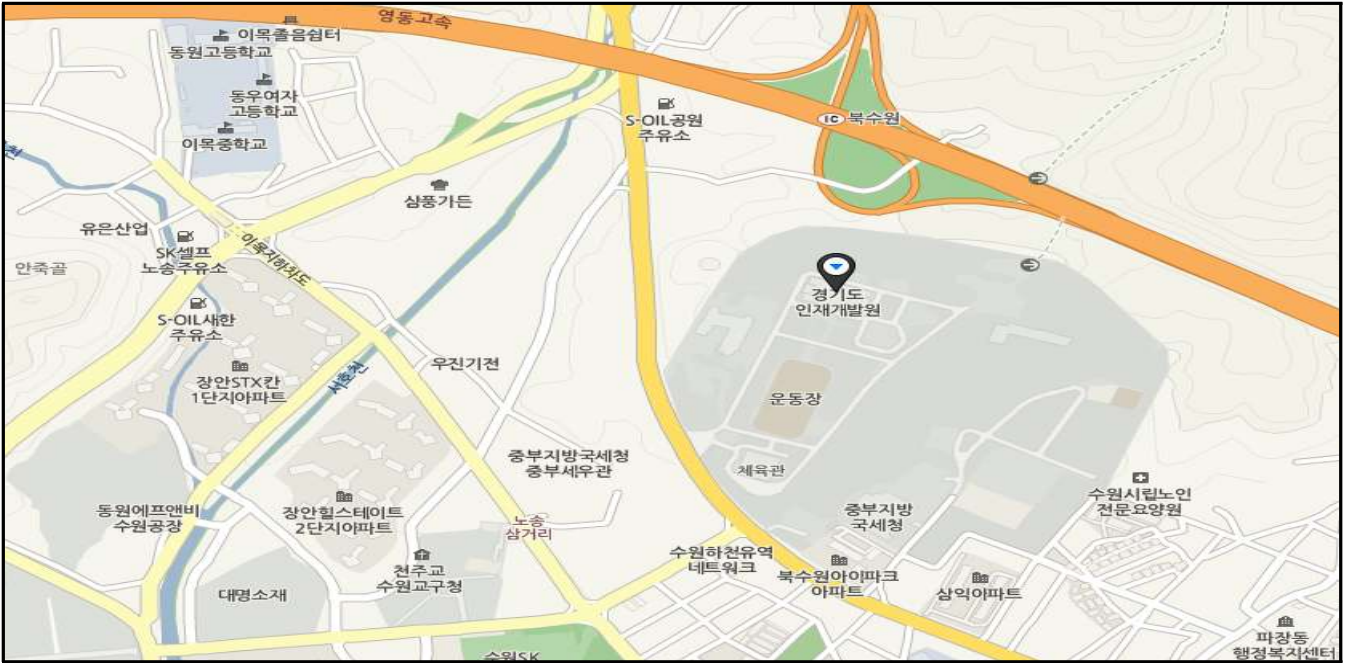 영동고속
이목졸음쉼터
동원고등학교
동우여자
고등학교
이목중학교
S-OIL공원
주유소
IC 북수원
삼풍가든
유은산업
SK셀프
노송주유소
이목지하차도
안죽골
경기도
인재개발원
S-OIL새한
주유소
우진기전
장안STX칸
1단지아파트
서호천
운동장
중부지방국세청
중부세우관
체육관
수원시립노인
전문요양원
동원에프앤비
수원공장
장안힐스테이트
2단지아파트
노송
삼거리
중부지방
국세청
천주교
수원교구청
수원하천유역
네트워크
북수원아이파크
아파트
대명소재
삼익아파트
파장동
행정복지센터
수원SK